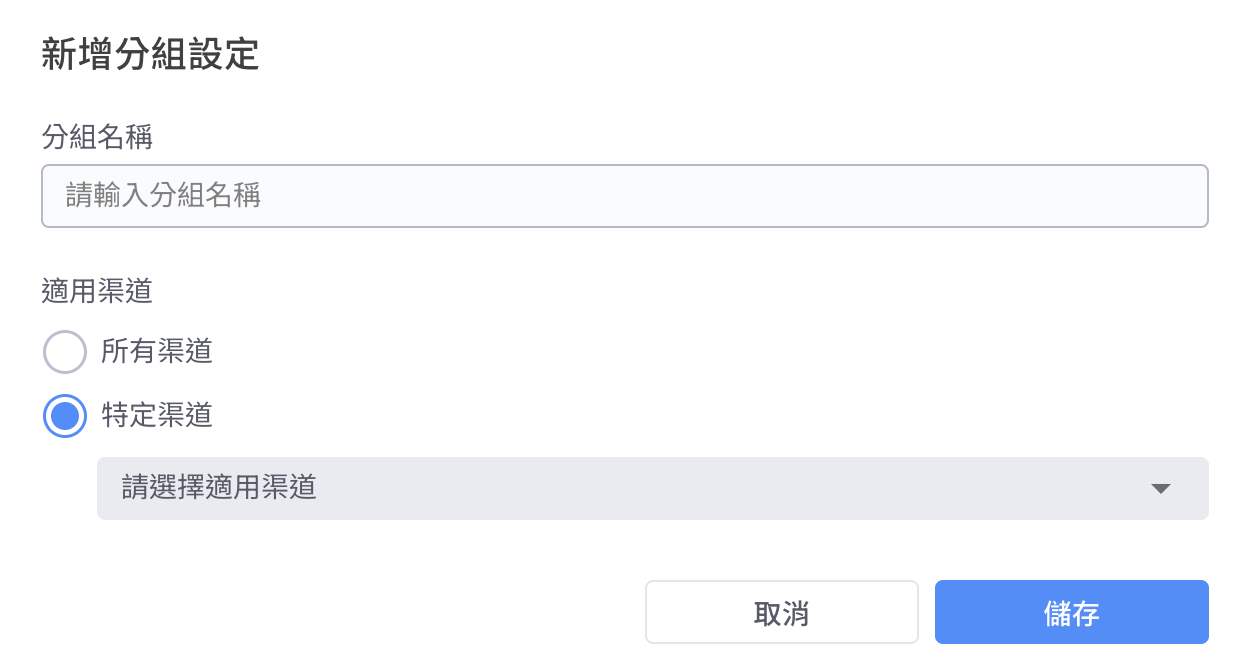 新增分組設定
分組名稱
請輸入分組名稱
適用渠道
所有渠道
特定渠道
請選擇適用渠道
取消
儲存